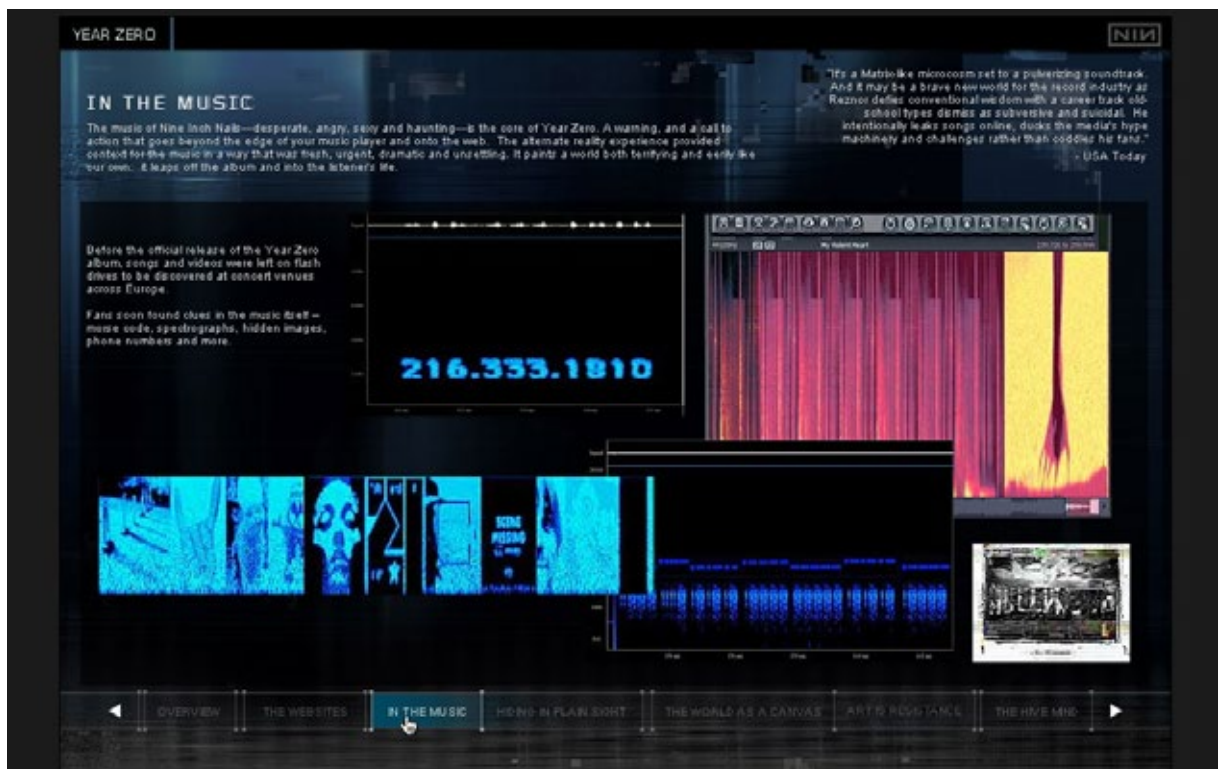 YEAR ZERO
NIN
IN THE MUSIC
The music of Nine Inch Nails—desperate, angry, sexy and haunting—is the core of Year Zero. A warning, and a call to
action that goes beyond the edge of your music player and onto the web. The alternate reality experience provided
context for the music in a way that was fresh, urgent, dramatic and unsettling. It paints a world both terrifying and eerily like
our own. It leaps off the album and into the listener's life.
"It's a Matrix-like microcosm set to a pulverizing soundtrack.
And it may be a brave new world for the record industry as
Reznor defies conventional wisdom with a career track old-
school types dismiss as subversive and suicidal. He
intentionally leaks songs online, ducks the media's hype
machinery and challenges rather than coddles his fans."
- USA Today
Before the official release of the Year Zero
album, songs and videos were left on flash
drives to be discovered at concert venues
across Europe.
Fans soon found clues in the music itself –
morse code, spectrographs, hidden images,
phone numbers and more.
My Violent Heart
216.333.1810
SCENE
MISSING
OVERVIEW
THE WEBSITES
IN THE MUSIC
HIDING IN PLAIN SIGHT
THE WORLD AS A CANVAS
ART IS RESISTANCE
THE HIVE MIND